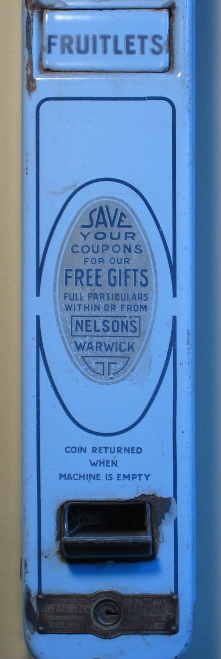 FRUITLETS
SAVE
YOUR
COUPONS
FOR OUR
FREE GIFTS
FULL PARTICULARS
WITHIN OR FROM
NELSONS
WARWICK
COIN RETURNED
WHEN
MACHINE IS EMPTY